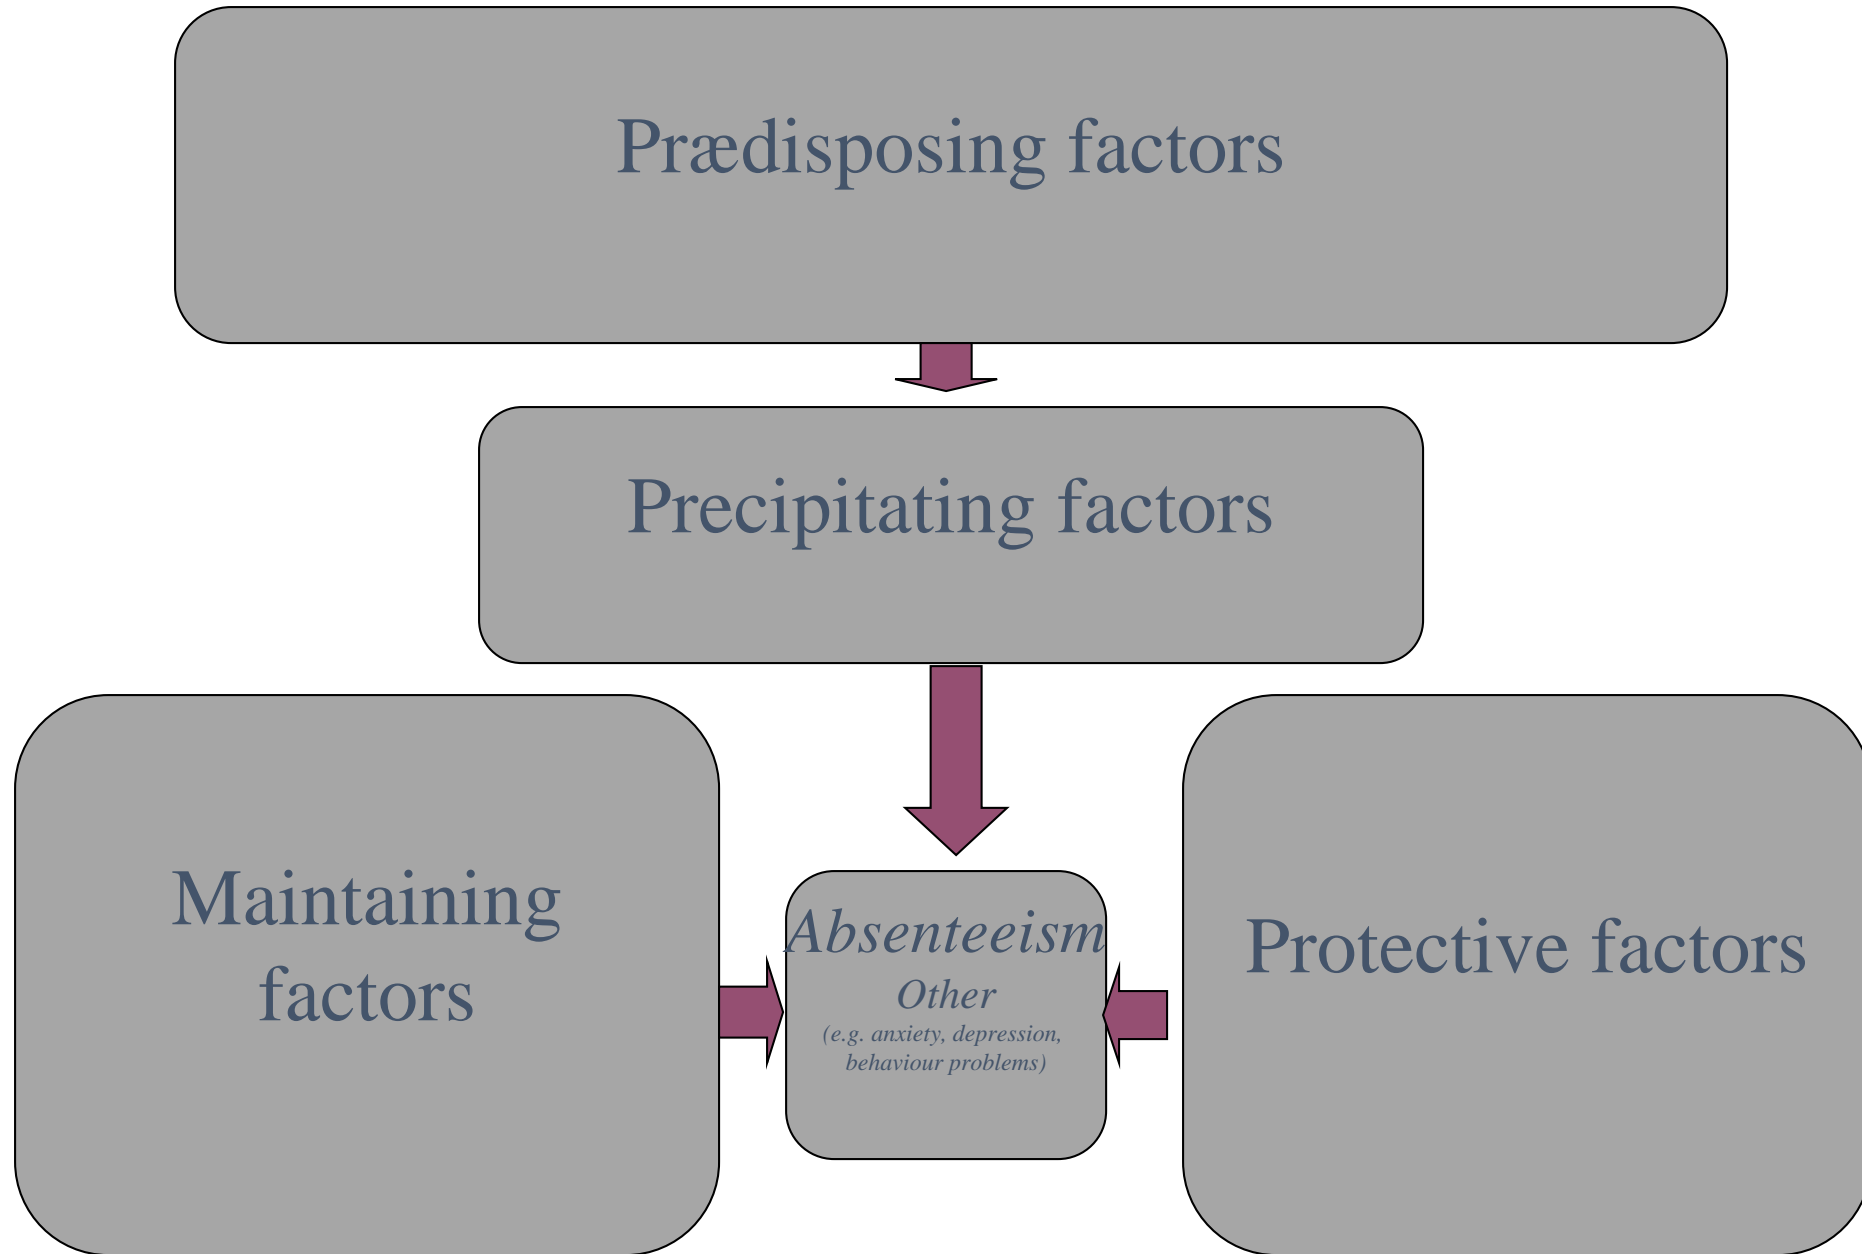 Prædisposing factors
Precipitating factors
Maintaining
factors
Absenteeism
Other
(e.g. anxiety, depression,
behaviour problems)
Protective factors